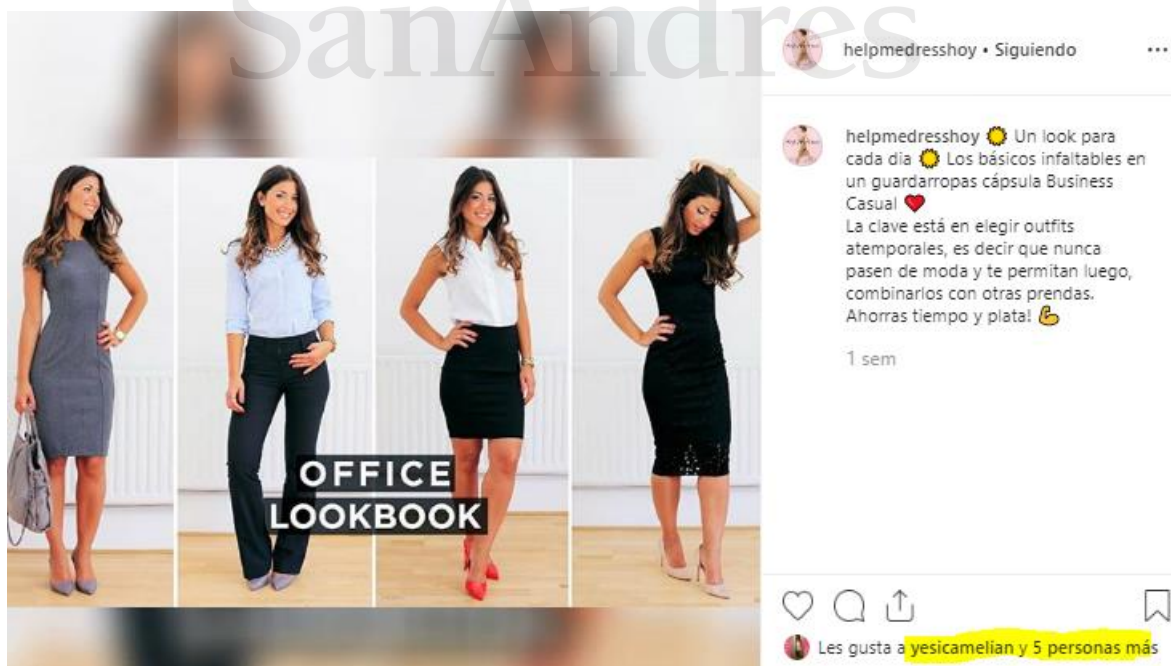 SanAndres
helpmedresshoy • Siguiendo
helpmedresshoy 🌞 Un look para
cada dia 🌞 Los básicos infaltables en
un guardarropas cápsula Business
Casual ❤️
La clave está en elegir outfits
atemporales, es decir que nunca
pasen de moda y te permitan luego,
combinarlos con otras prendas.
Ahorras tiempo y plata! 💪
1 sem
OFFICE
LOOKBOOK
Les gusta a yesicamelian y 5 personas más